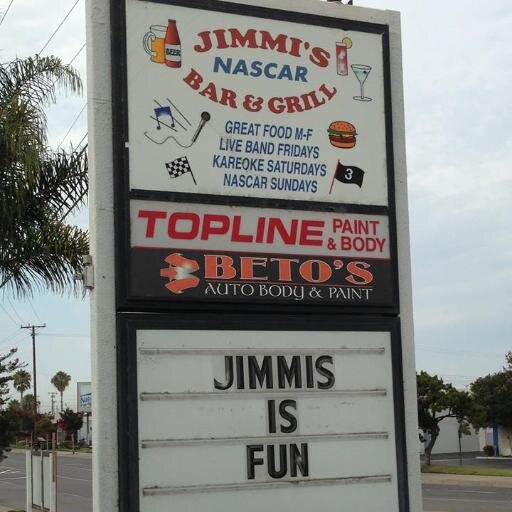 JIMMI'S
NASCAR
BAR & GRILL
BEER
GREAT FOOD M-F
LIVE BAND FRIDAYS
KAREOKE SATURDAYS
NASCAR SUNDAYS
3
TOPLINE PAINT
& BODY
BETO'S
AUTO BODY & PAINT
JIMMIS
IS
FUN